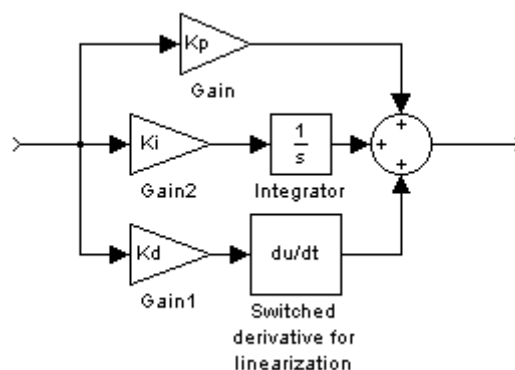 Kp
Gain
Ki
Gain2
1
s
Integrator
+
+
+
Kd
Gain1
du/dt
Switched
derivative for
linearization